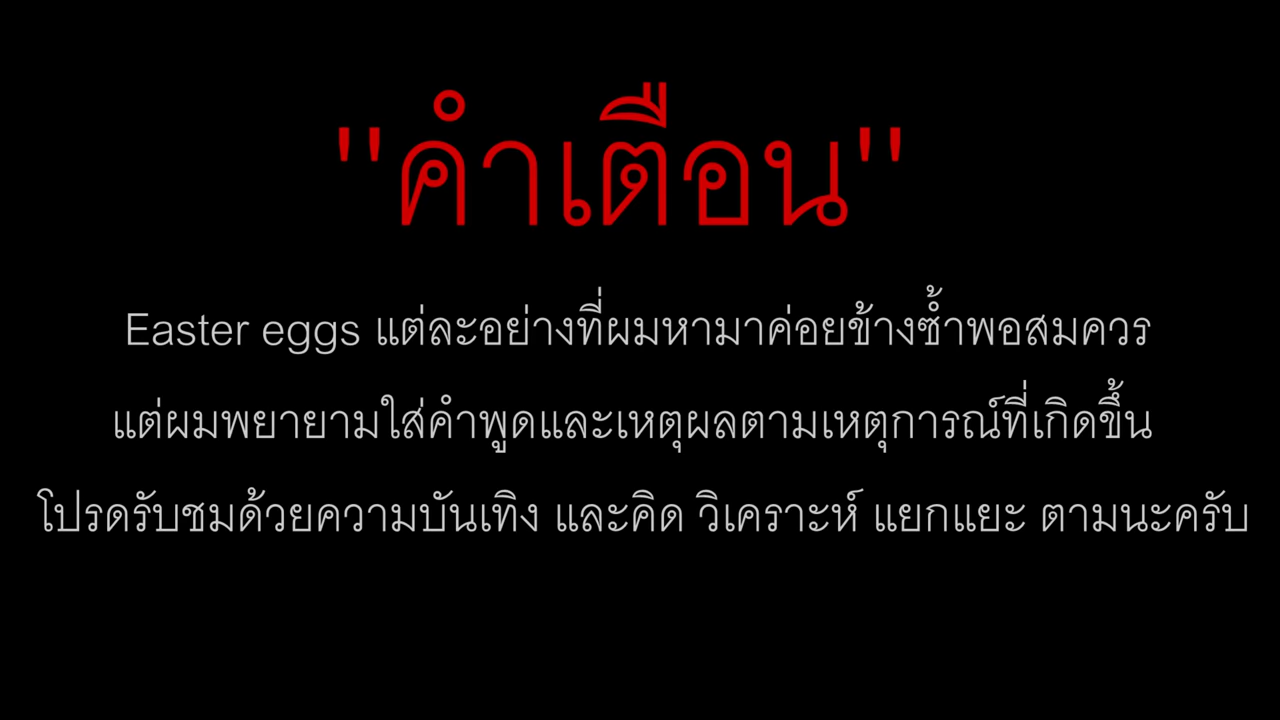 "คำเตือน"
Easter eggs แต่ละอย่างที่ผมหามาค่อยข้างซ้ำพอสมควร
แต่ผมพยายามใส่คำพูดและเหตุผลตามเหตุการณ์ที่เกิดขึ้น
โปรดรับชมด้วยความบันเทิง และคิด วิเคราะห์ แยกแยะ ตามนะครับ